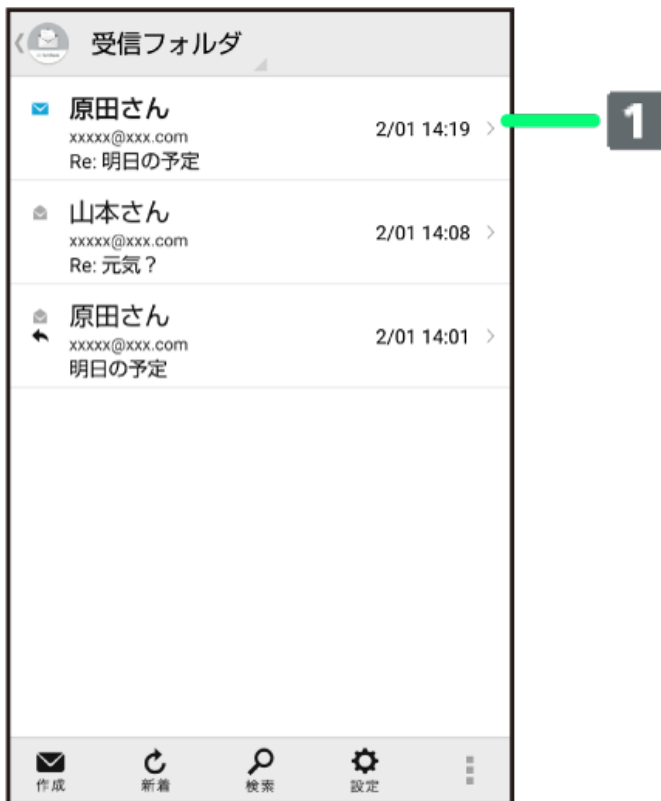 受信フォルダ
原田さん
xxxxx@xxx.com
Re: 明日の予定
2/01 14:19
1
山本さん
xxxxx@xxx.com
Re: 元気？
2/01 14:08
原田さん
xxxxx@xxx.com
明日の予定
2/01 14:01
作成
新着
検索
設定